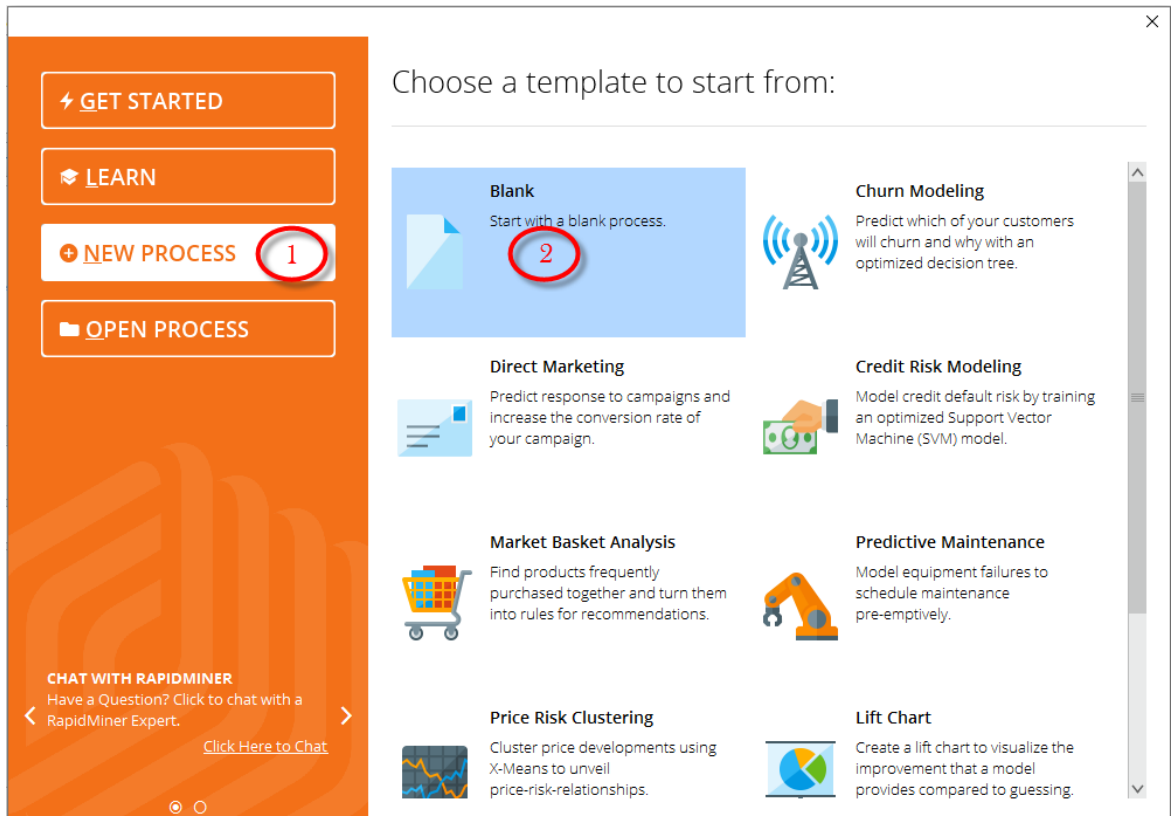 GET STARTED
LEARN
NEW PROCESS
1
OPEN PROCESS
CHAT WITH RAPIDMINER
Have a Question? Click to chat with a
RapidMiner Expert.
Click Here to Chat
Choose a template to start from:
Blank
Start with a blank process.
2
Churn Modeling
Predict which of your customers
will churn and why with an
optimized decision tree.
Direct Marketing
Predict response to campaigns and
increase the conversion rate of
your campaign.
Credit Risk Modeling
Model credit default risk by training
an optimized Support Vector
Machine (SVM) model.
Market Basket Analysis
Find products frequently
purchased together and turn them
into rules for recommendations.
Predictive Maintenance
Model equipment failures to
schedule maintenance
pre-emptively.
Price Risk Clustering
Cluster price developments using
X-Means to unveil
price-risk-relationships.
Lift Chart
Create a lift chart to visualize the
improvement that a model
provides compared to guessing.